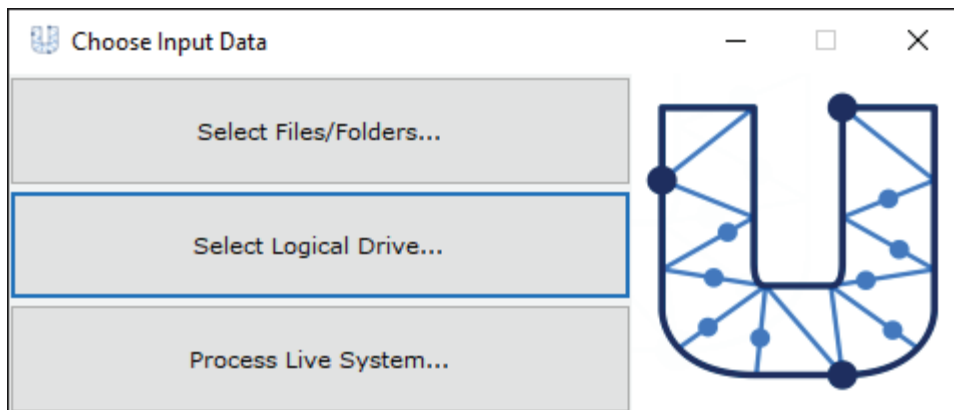 Choose Input Data
Select Files/Folders...
Select Logical Drive...
Process Live System...